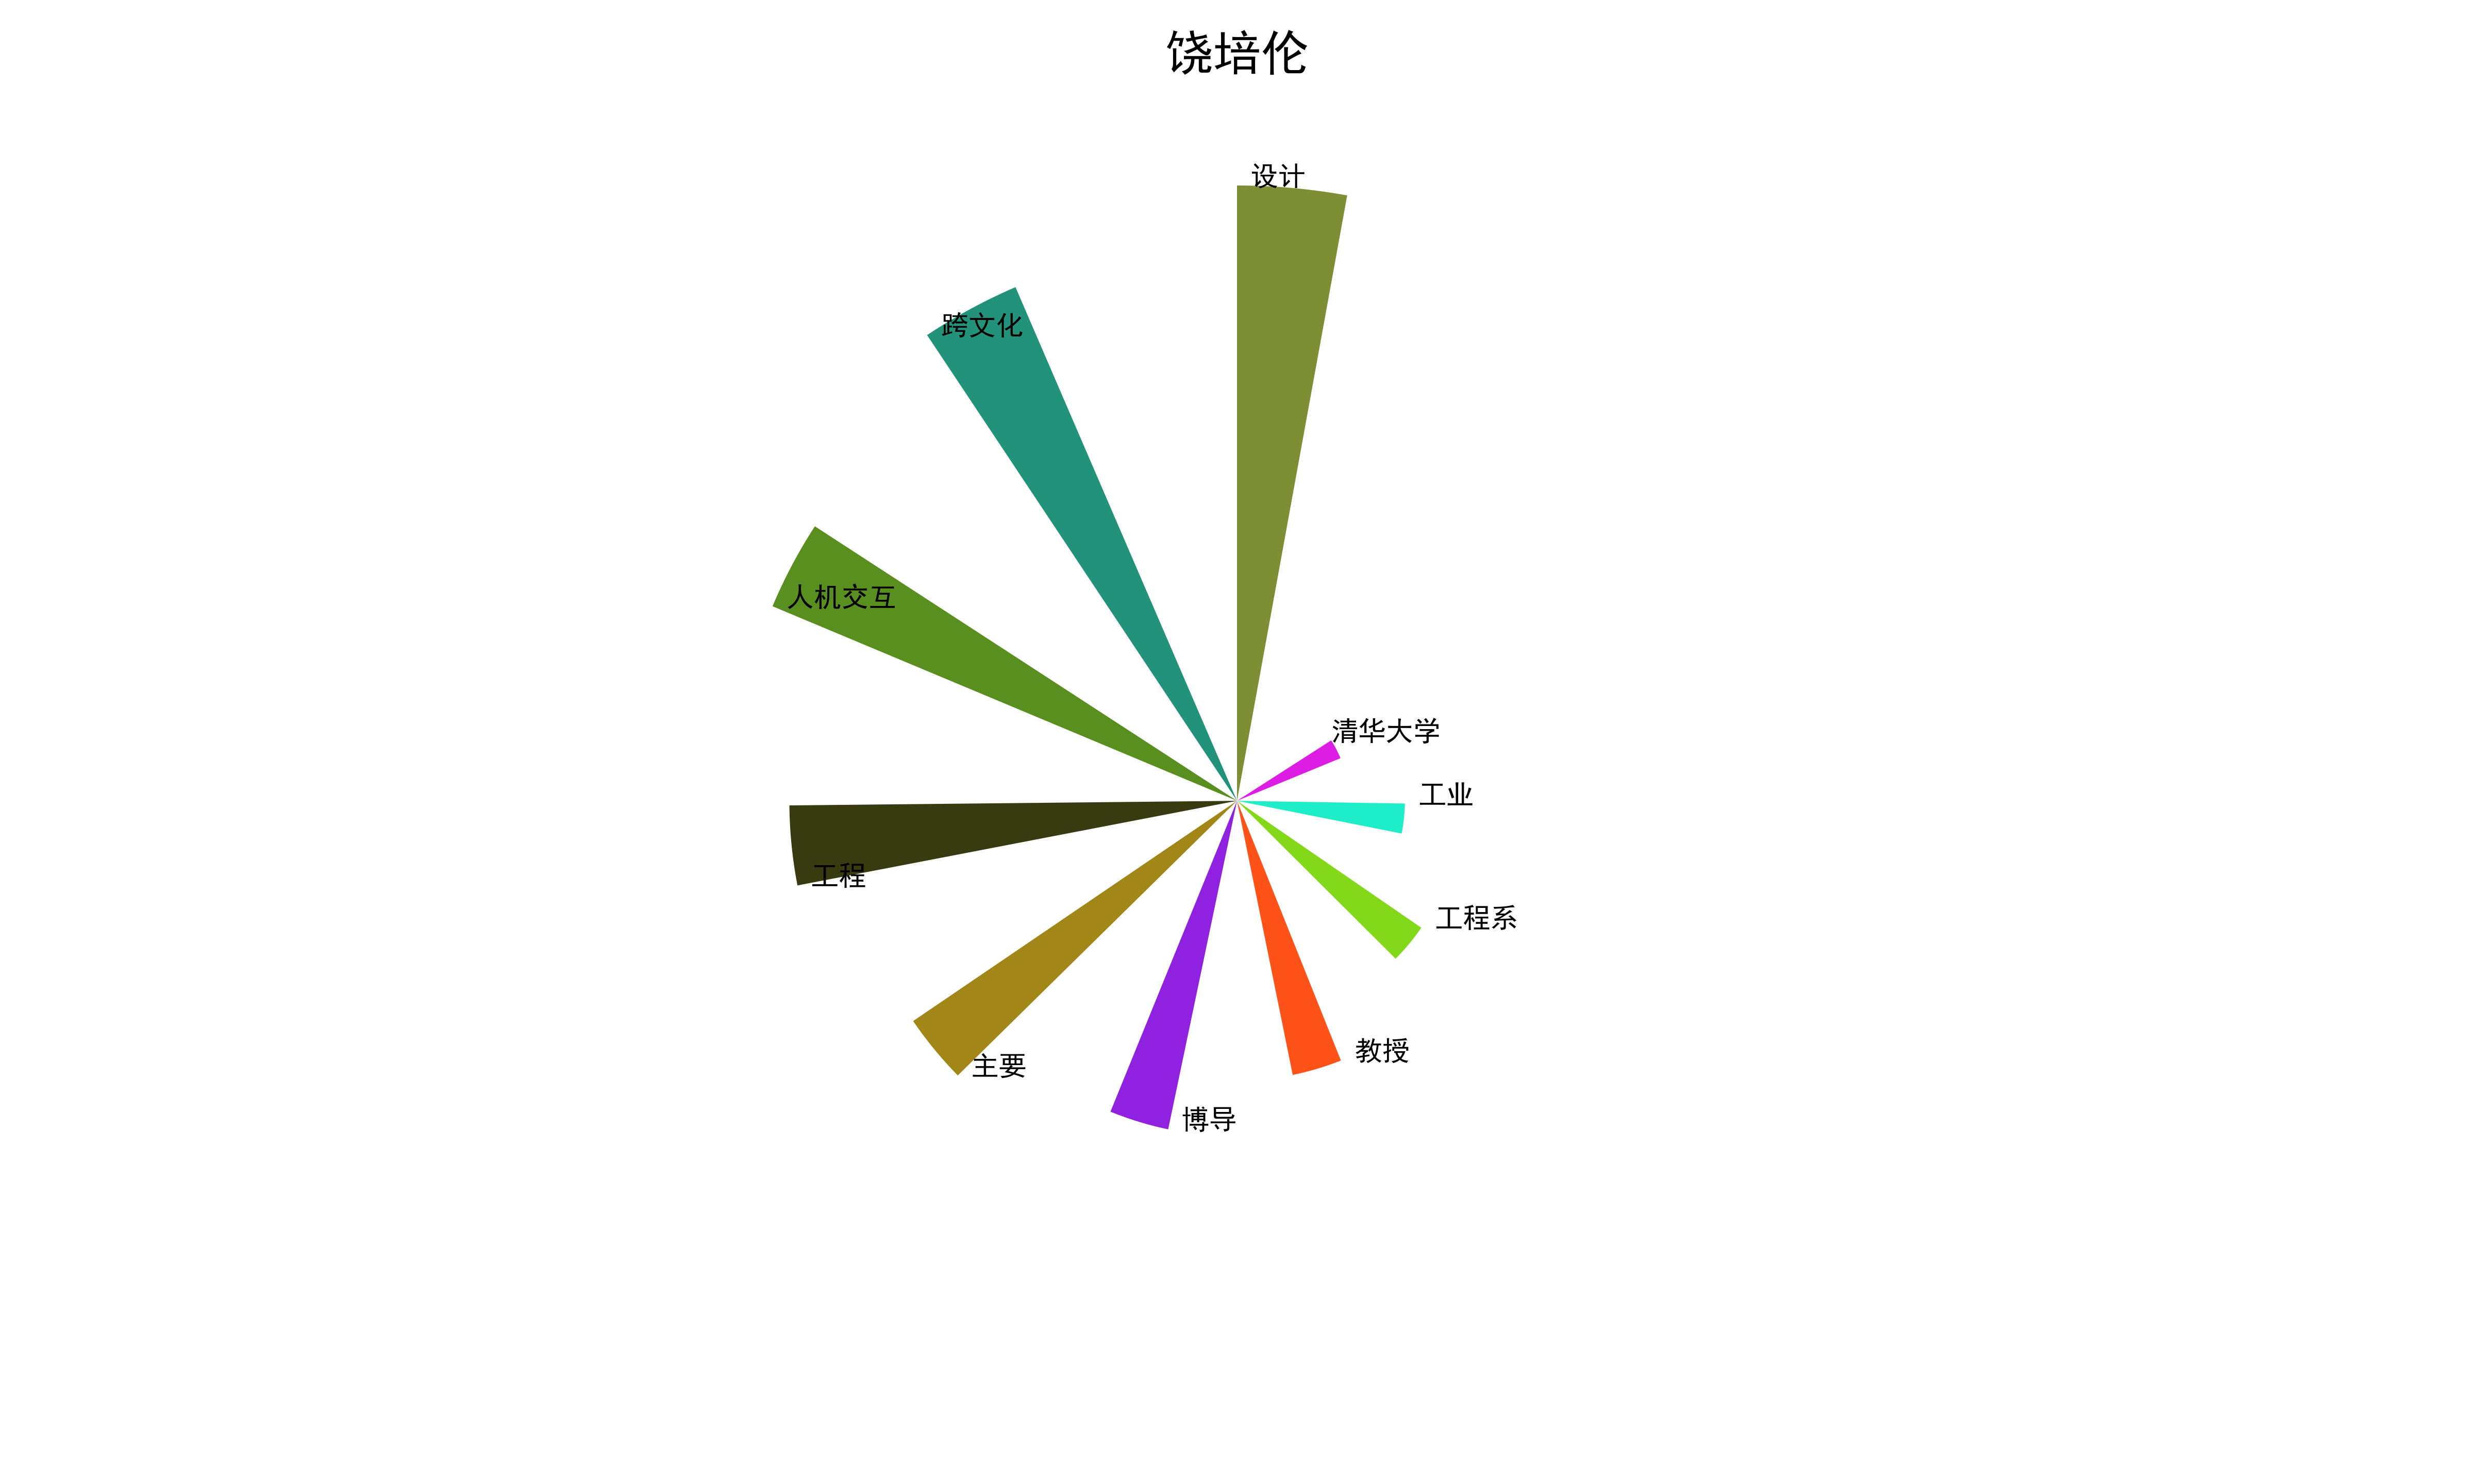 饶培伦
设计
跨文化
人机交互
清华大学
工业
工程
工程系
教授
主要
博导